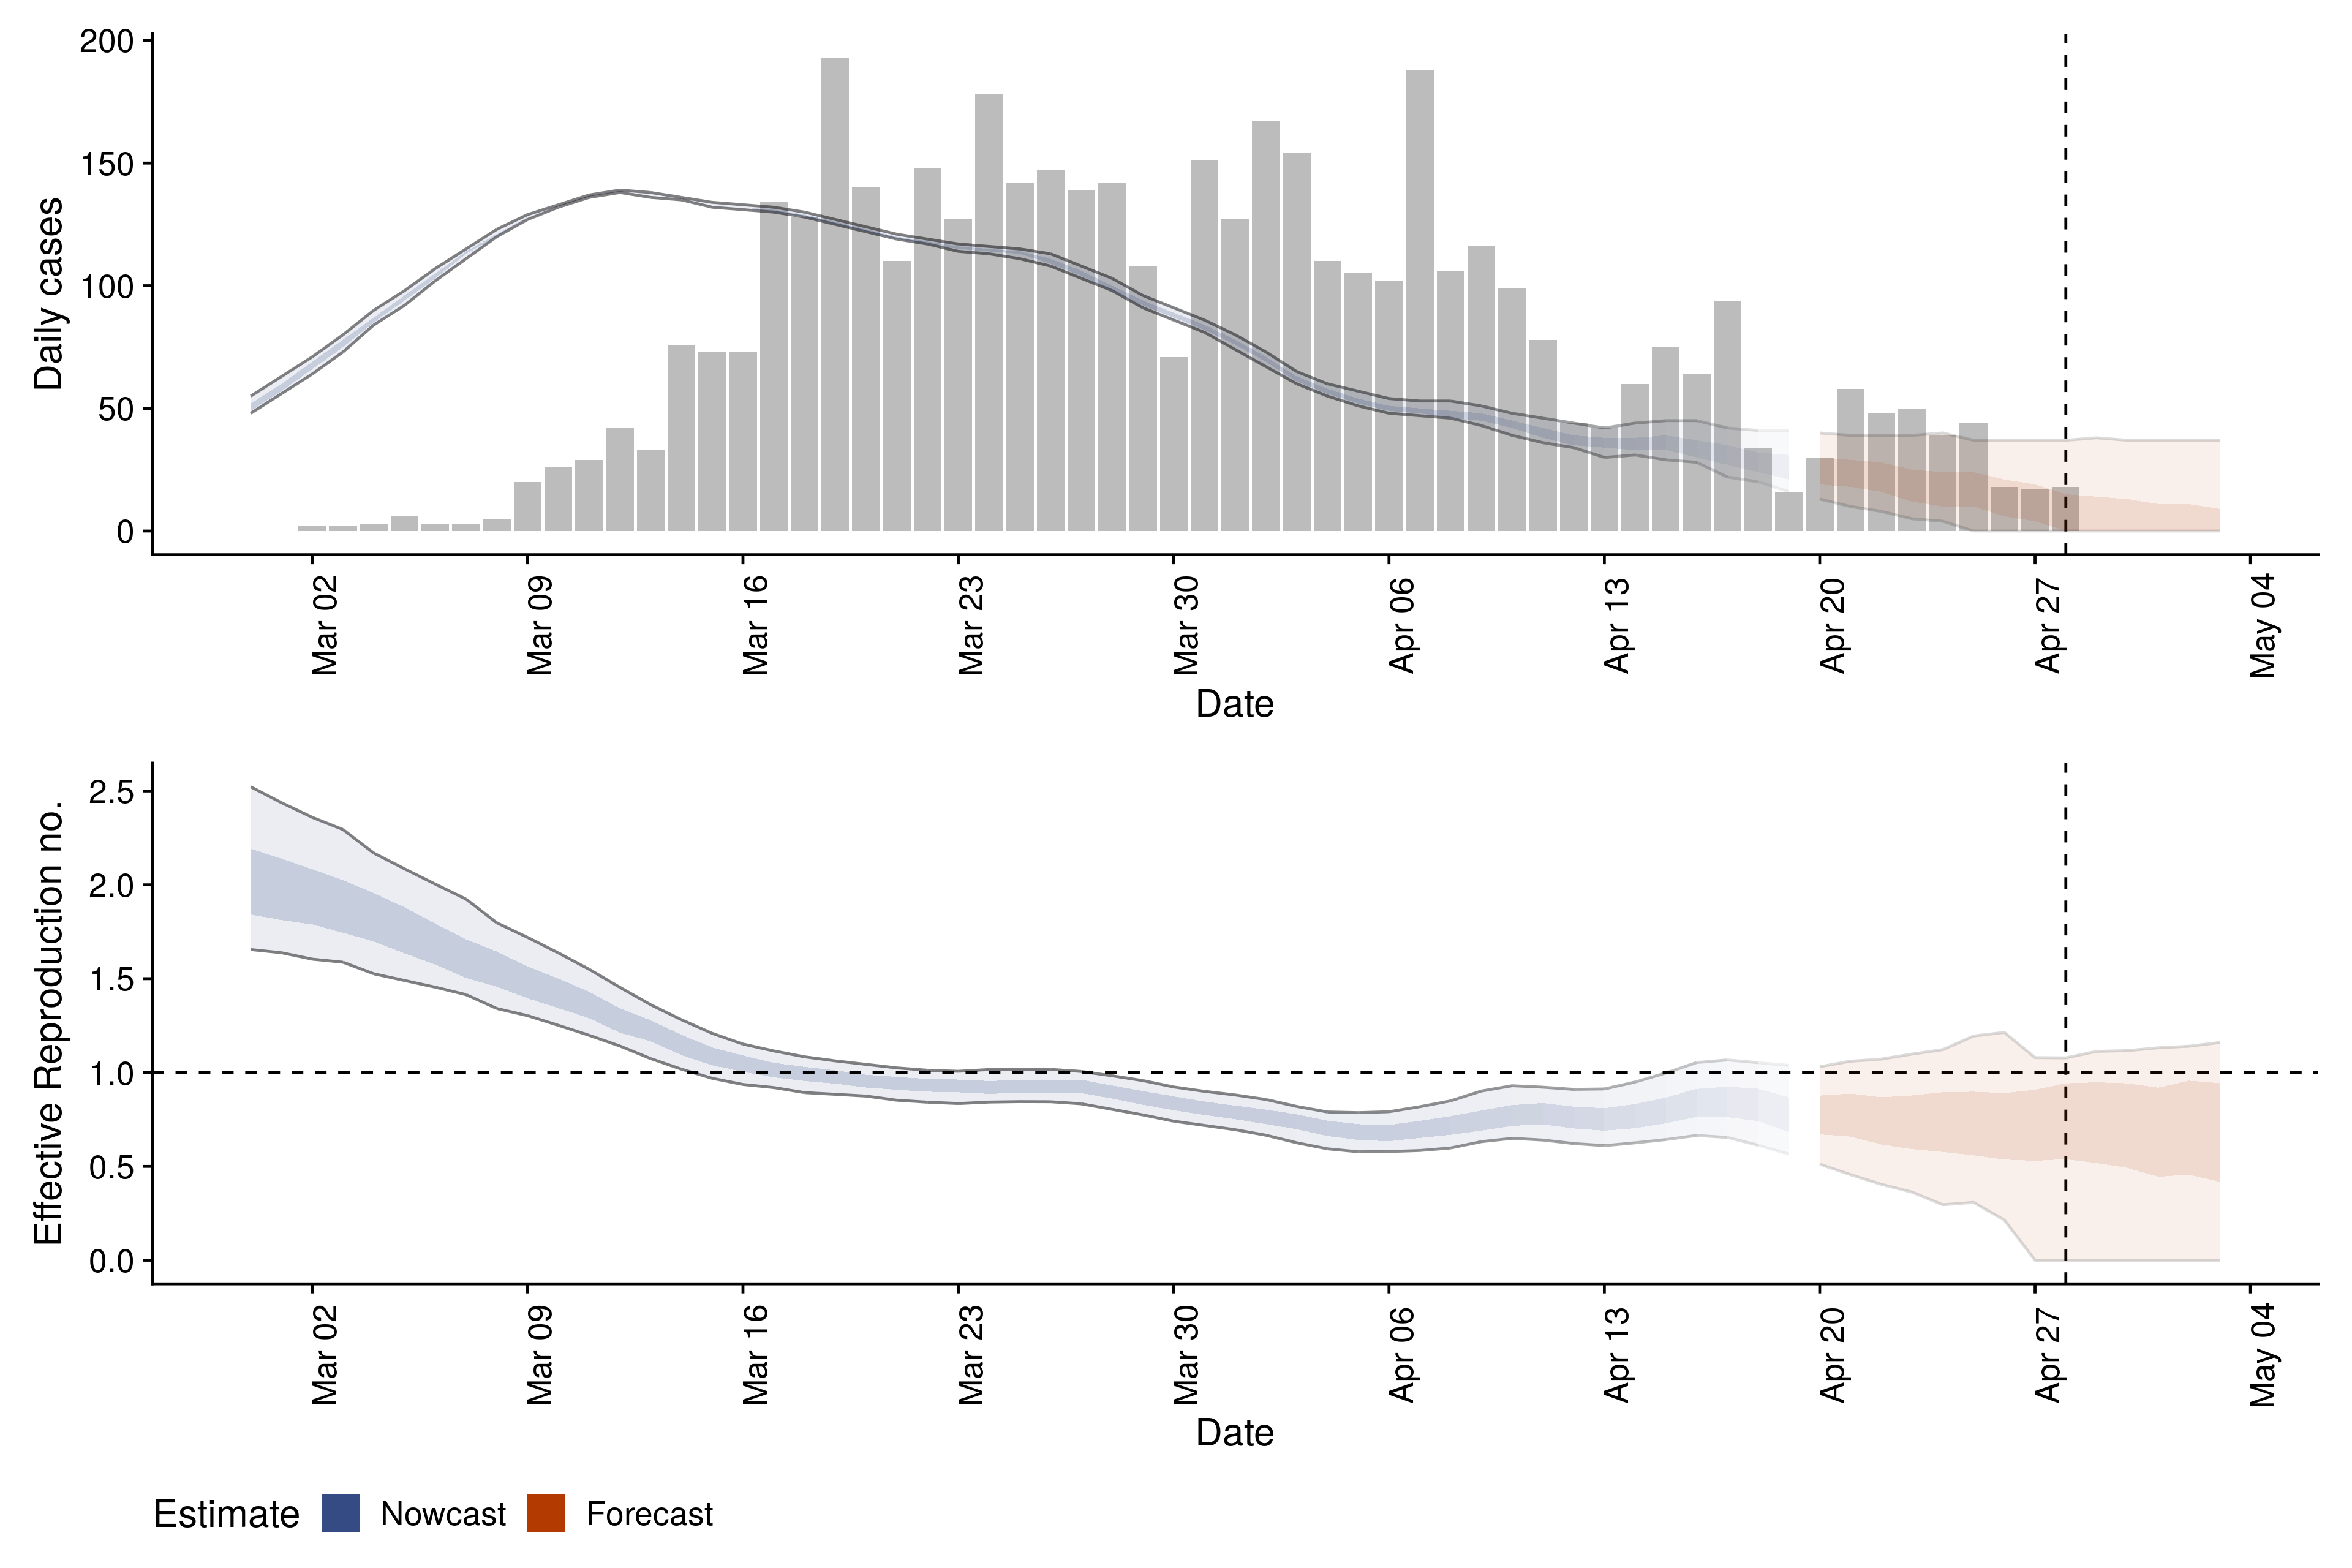 Daily cases
200
150
100
50
0
Mar 02
Mar 09
Mar 16
Mar 23
Mar 30
Apr 06
Apr 13
Apr 20
Apr 27
May 04
Date
Effective Reproduction no.
2.5
2.0
1.5
1.0
0.5
0.0
Mar 02
Mar 09
Mar 16
Mar 23
Mar 30
Apr 06
Apr 13
Apr 20
Apr 27
May 04
Date
Estimate Nowcast Forecast